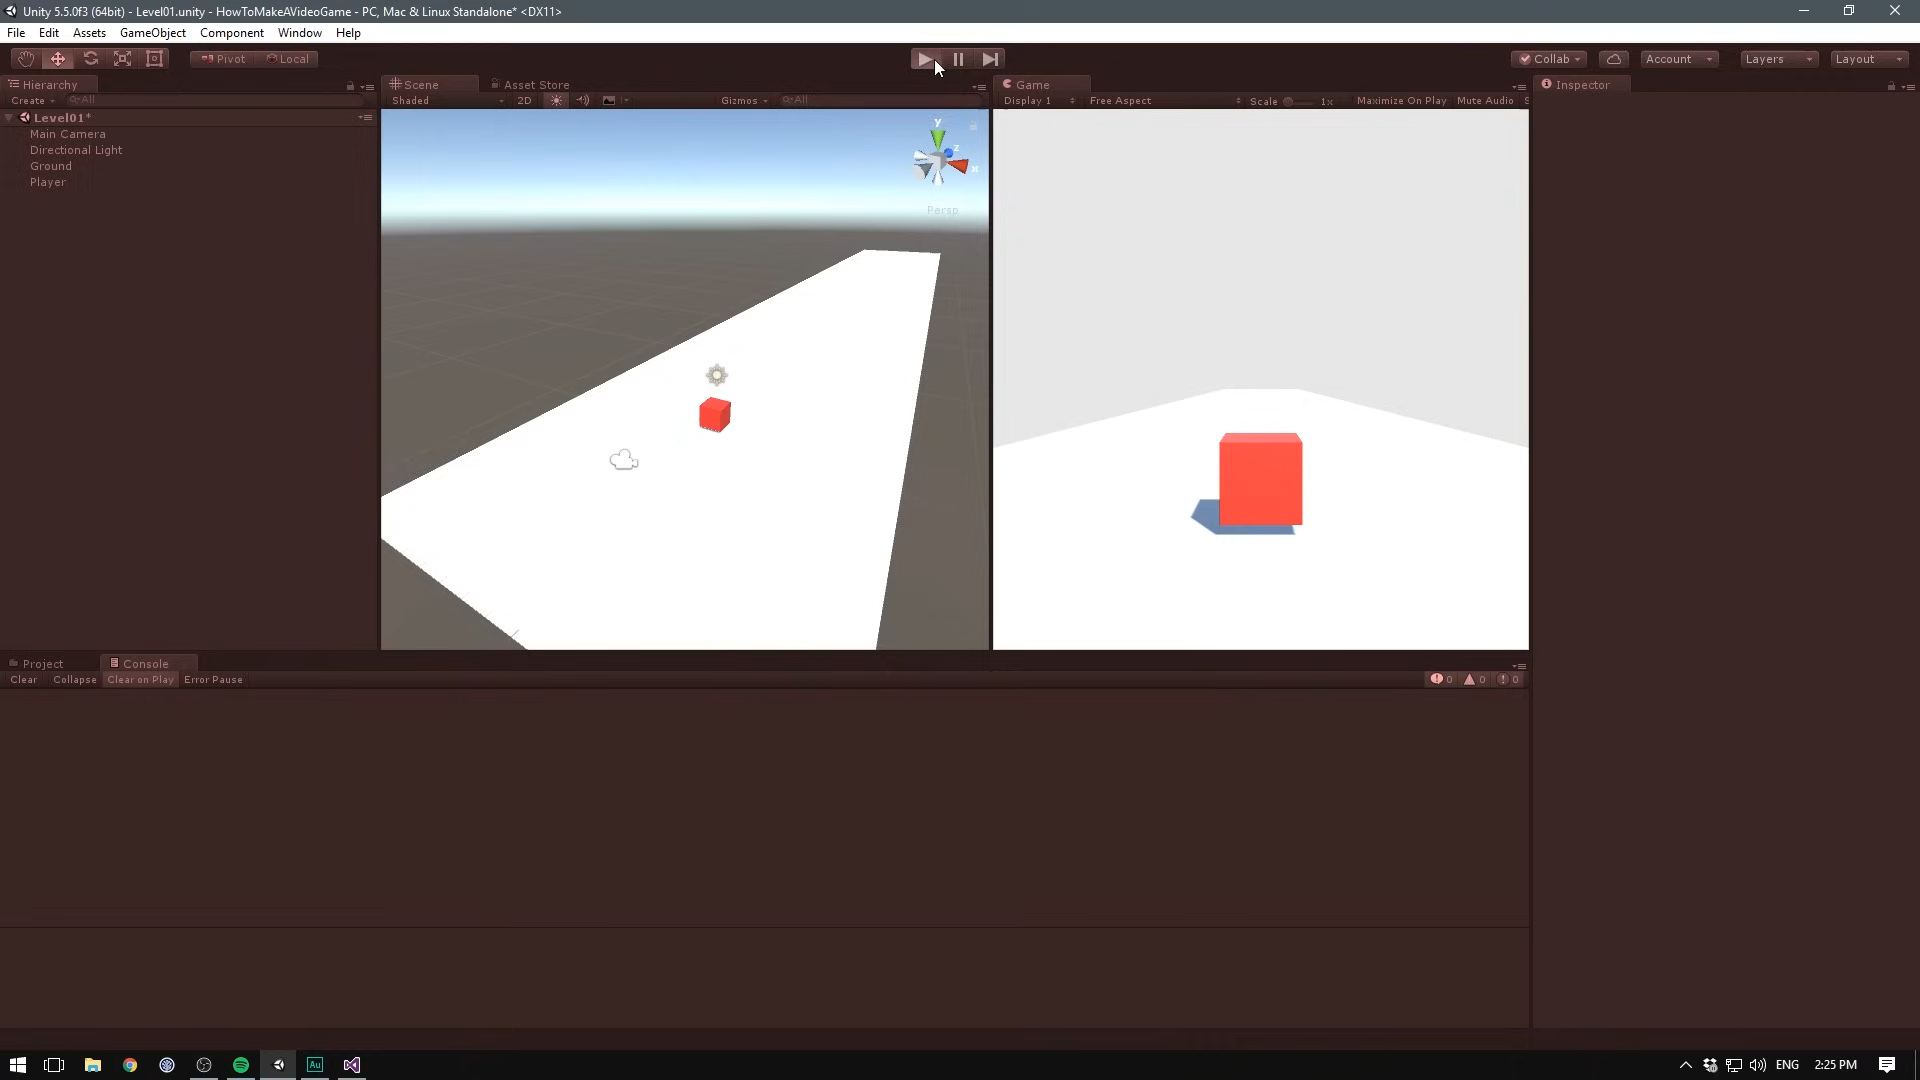 Unity 5.5.0f3 (64bit) - Level01.unity - HowToMakeAVideoGame - PC, Mac & Linux Standalone* <DX11>
File Edit Assets GameObject Component Window Help
Pivot Local Collab Account Layers Layout
Hierarchy Scene Asset Store Game Inspector
Create All Shaded 2D Gizmos All Display 1 Free Aspect Scale 1x Maximize On Play Mute Audio S
Level01*
Main Camera
Directional Light
Ground
Player
y
z
x
Persp
Project Console
Clear Collapse Clear on Play Error Pause 0 0 0
Au ENG 2:25 PM